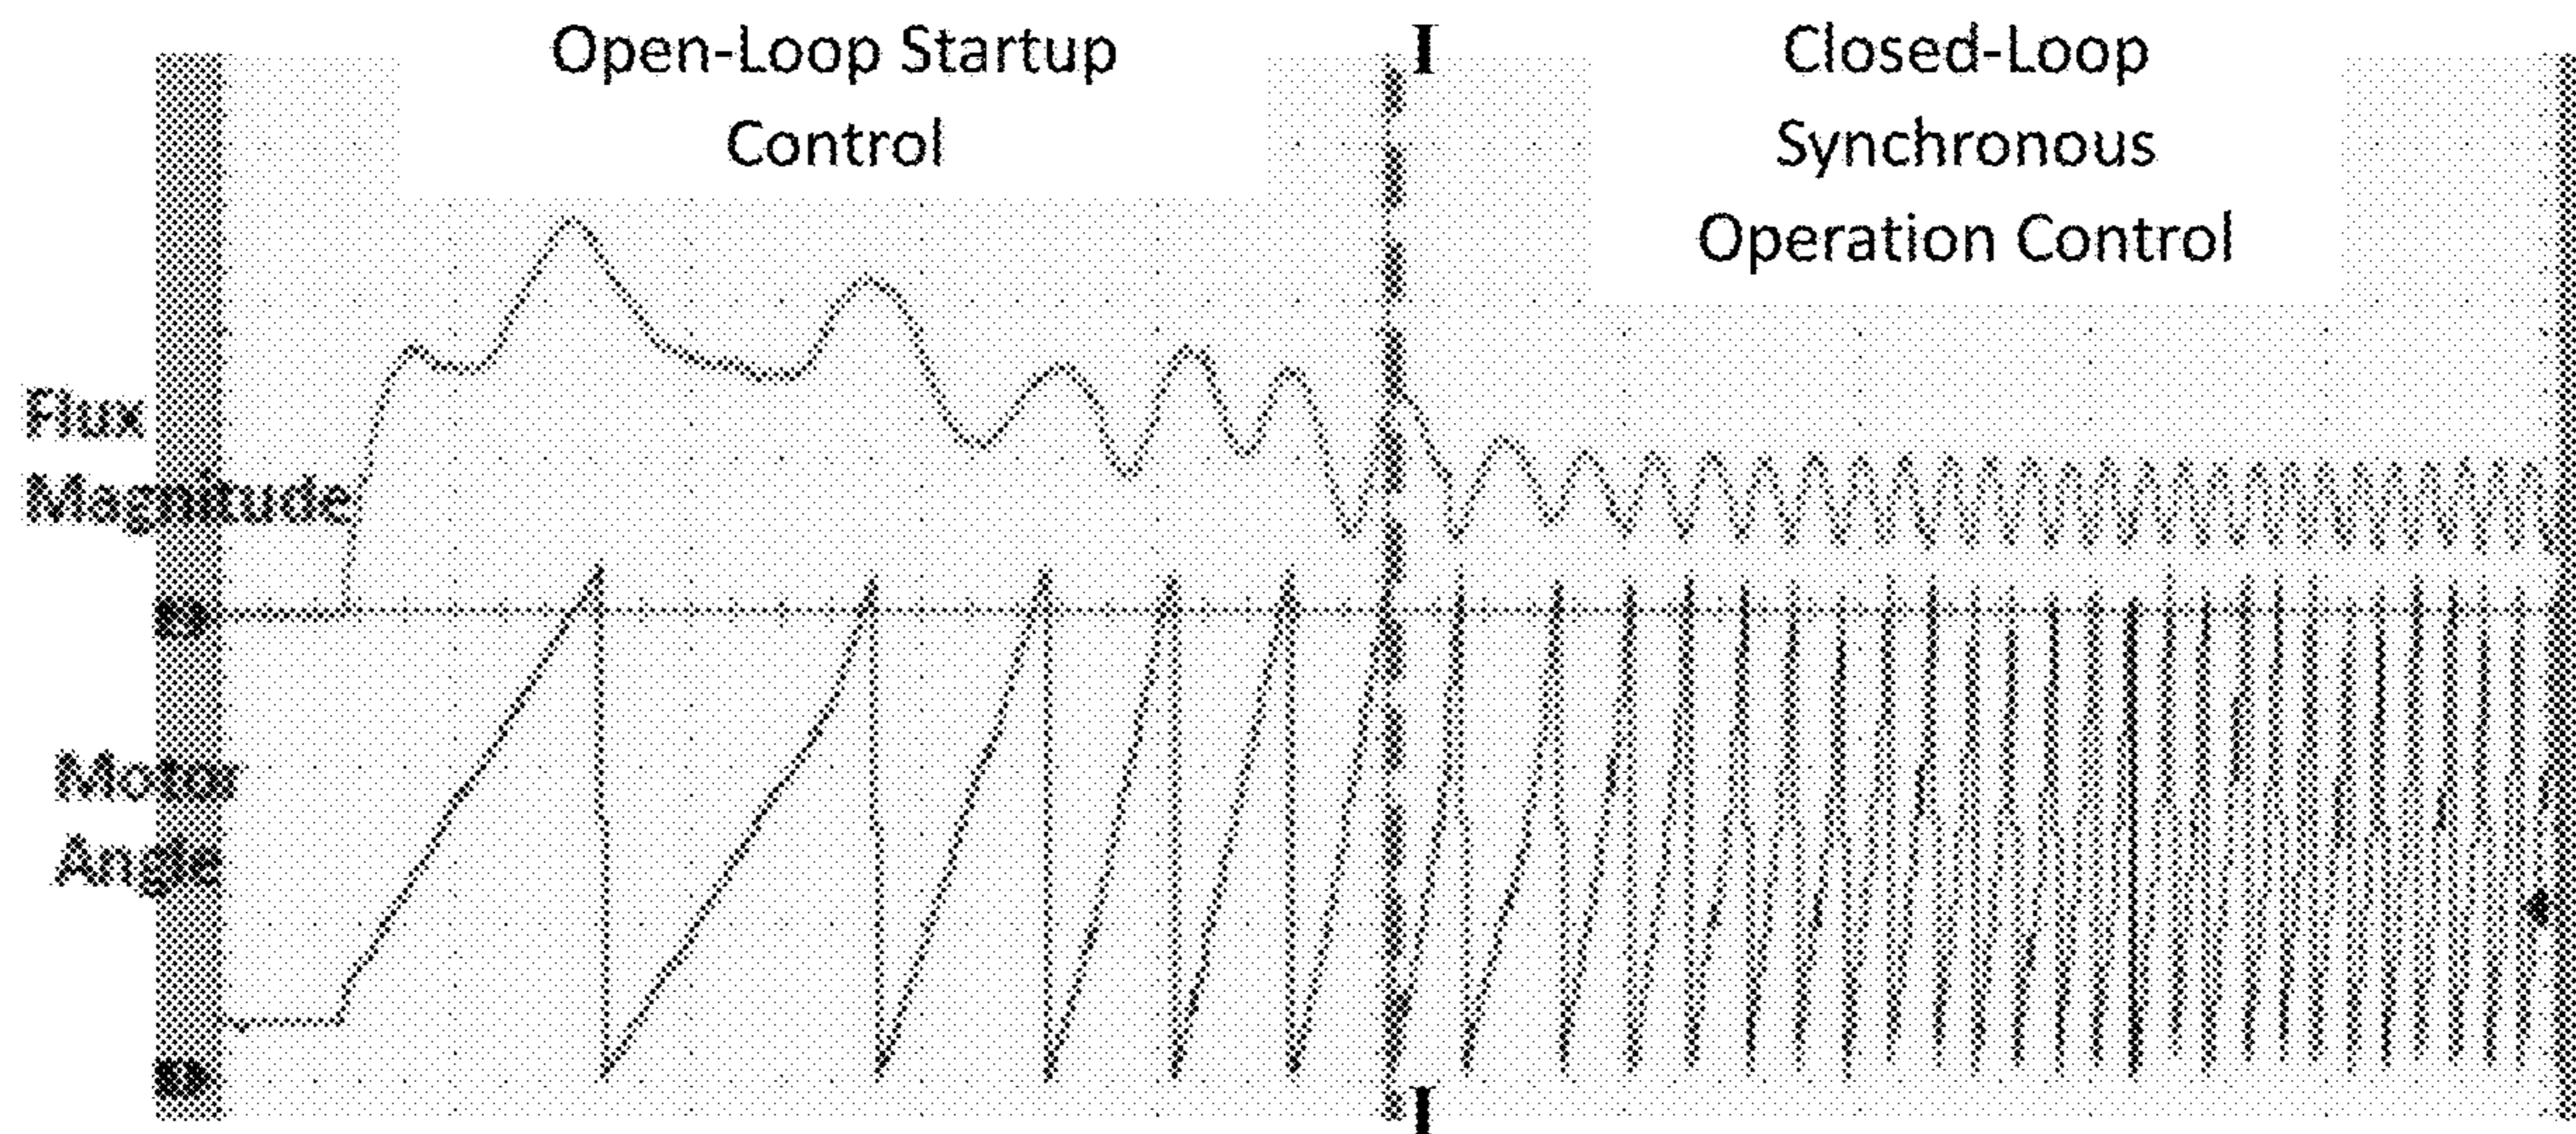 Open-Loop Startup
Control
I
Closed-Loop
Synchronous
Operation Control
Flux
Magnitude
Motor
Angle
I